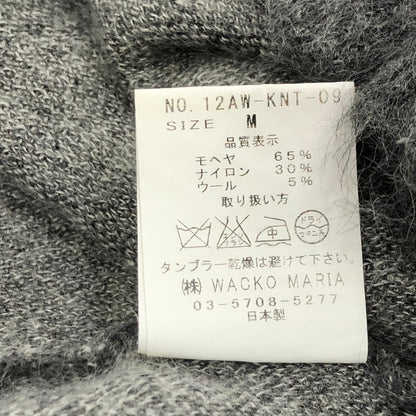 NO. 12AW-KNT-09
SIZE M
品質表示
モヘヤ 65%
ナイロン 30%
ウール 5%
取り扱い方
中 ドライ
タンブラー乾燥は避けて下さい
(株) WACKO MARIA
03-5708-5277
日本製